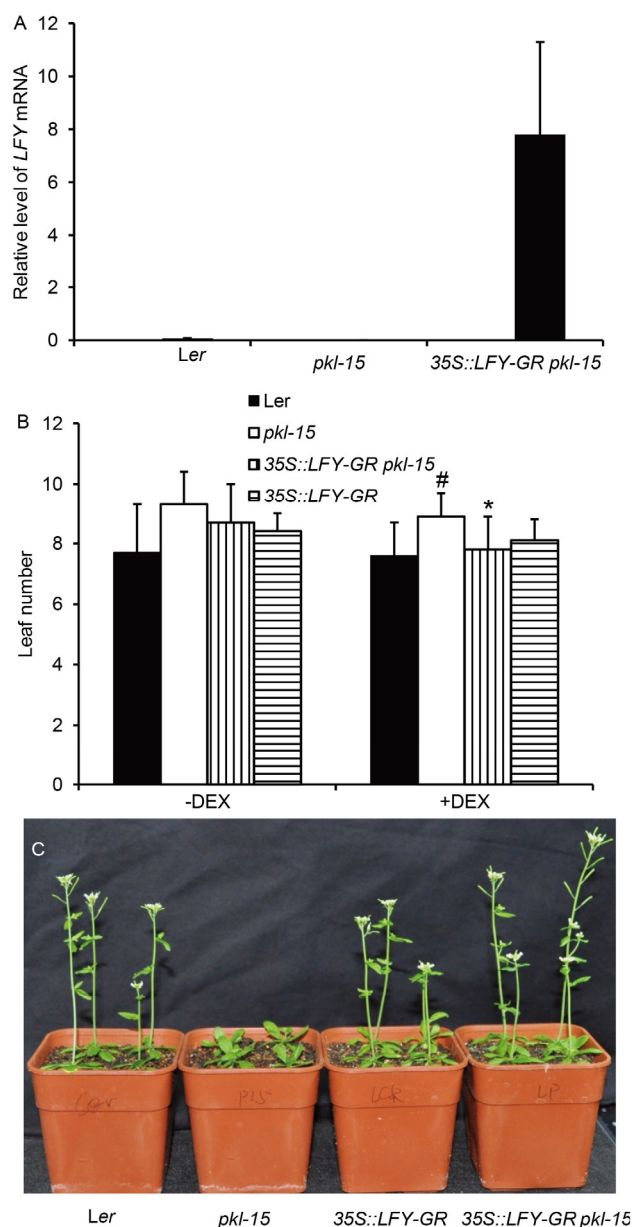 A
Relative level of LFY mRNA
12
10
8
6
4
2
0
Ler
pkl-15
35S::LFY-GR pkl-15
B
Leaf number
12
10
8
6
4
2
0
Ler
pkl-15
35S::LFY-GR pkl-15
35S::LFY-GR
#
*
-DEX
+DEX
C
P15
LGR
LP
Ler
pkl-15
35S::LFY-GR
35S::LFY-GR pkl-15